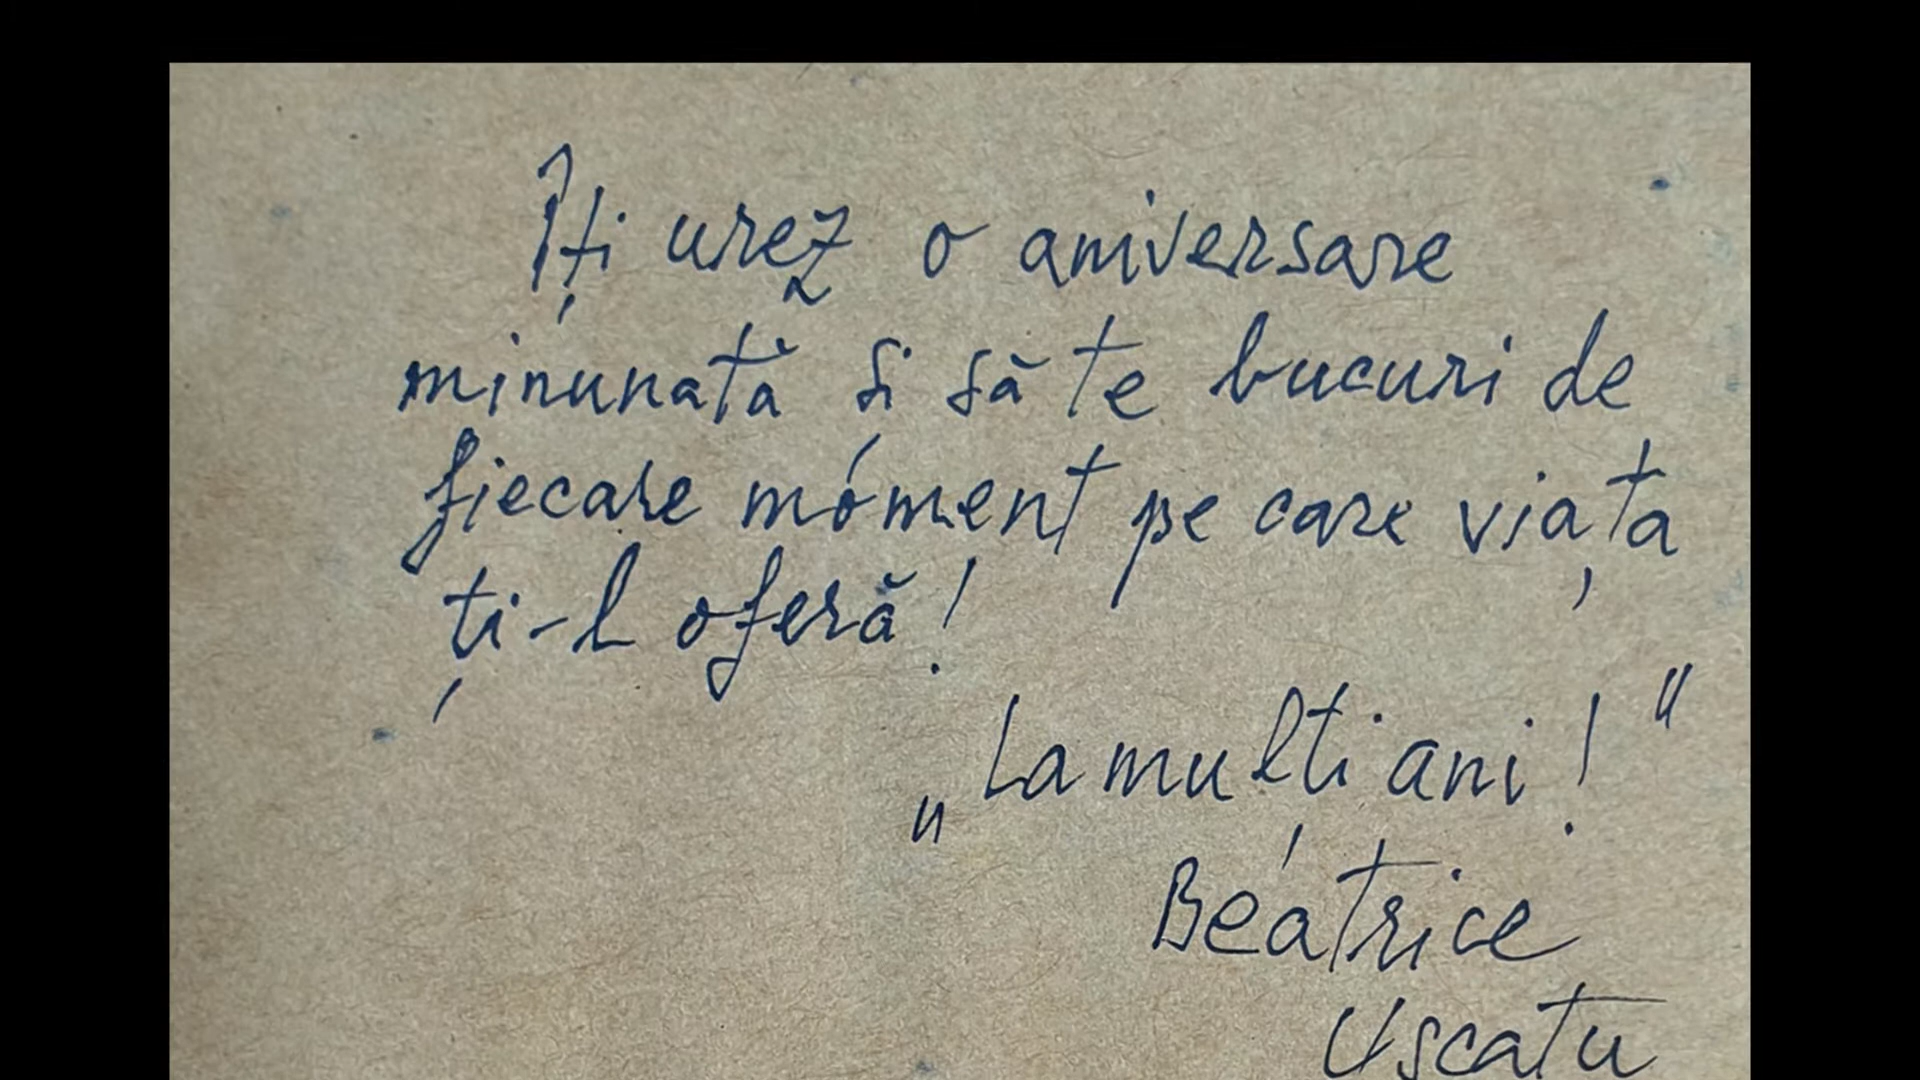 Îți urez o aniversare
minunată și să te bucuri de
fiecare moment pe care viața
ți-l oferă!
„La mulți ani!"
Beatrice
Uscatu